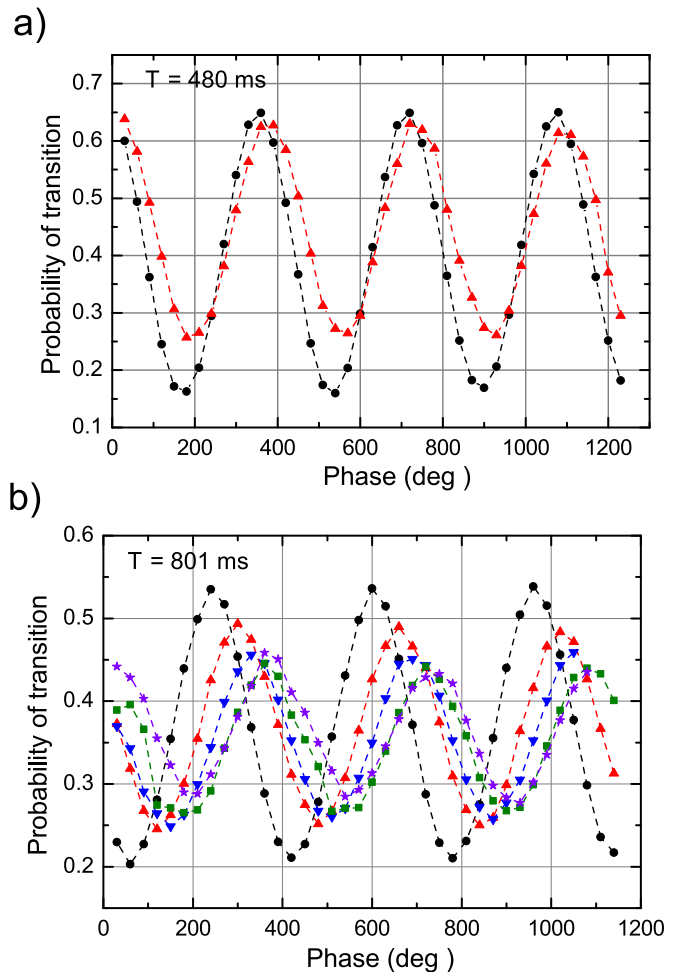 a)
T = 480 ms
0.7
0.6
0.5
0.4
0.3
0.2
0.1
Probability of transition
0 200 400 600 800 1000 1200
Phase (deg )
b)
T = 801 ms
0.6
0.5
0.4
0.3
0.2
Probability of transition
0 200 400 600 800 1000 1200
Phase (deg )